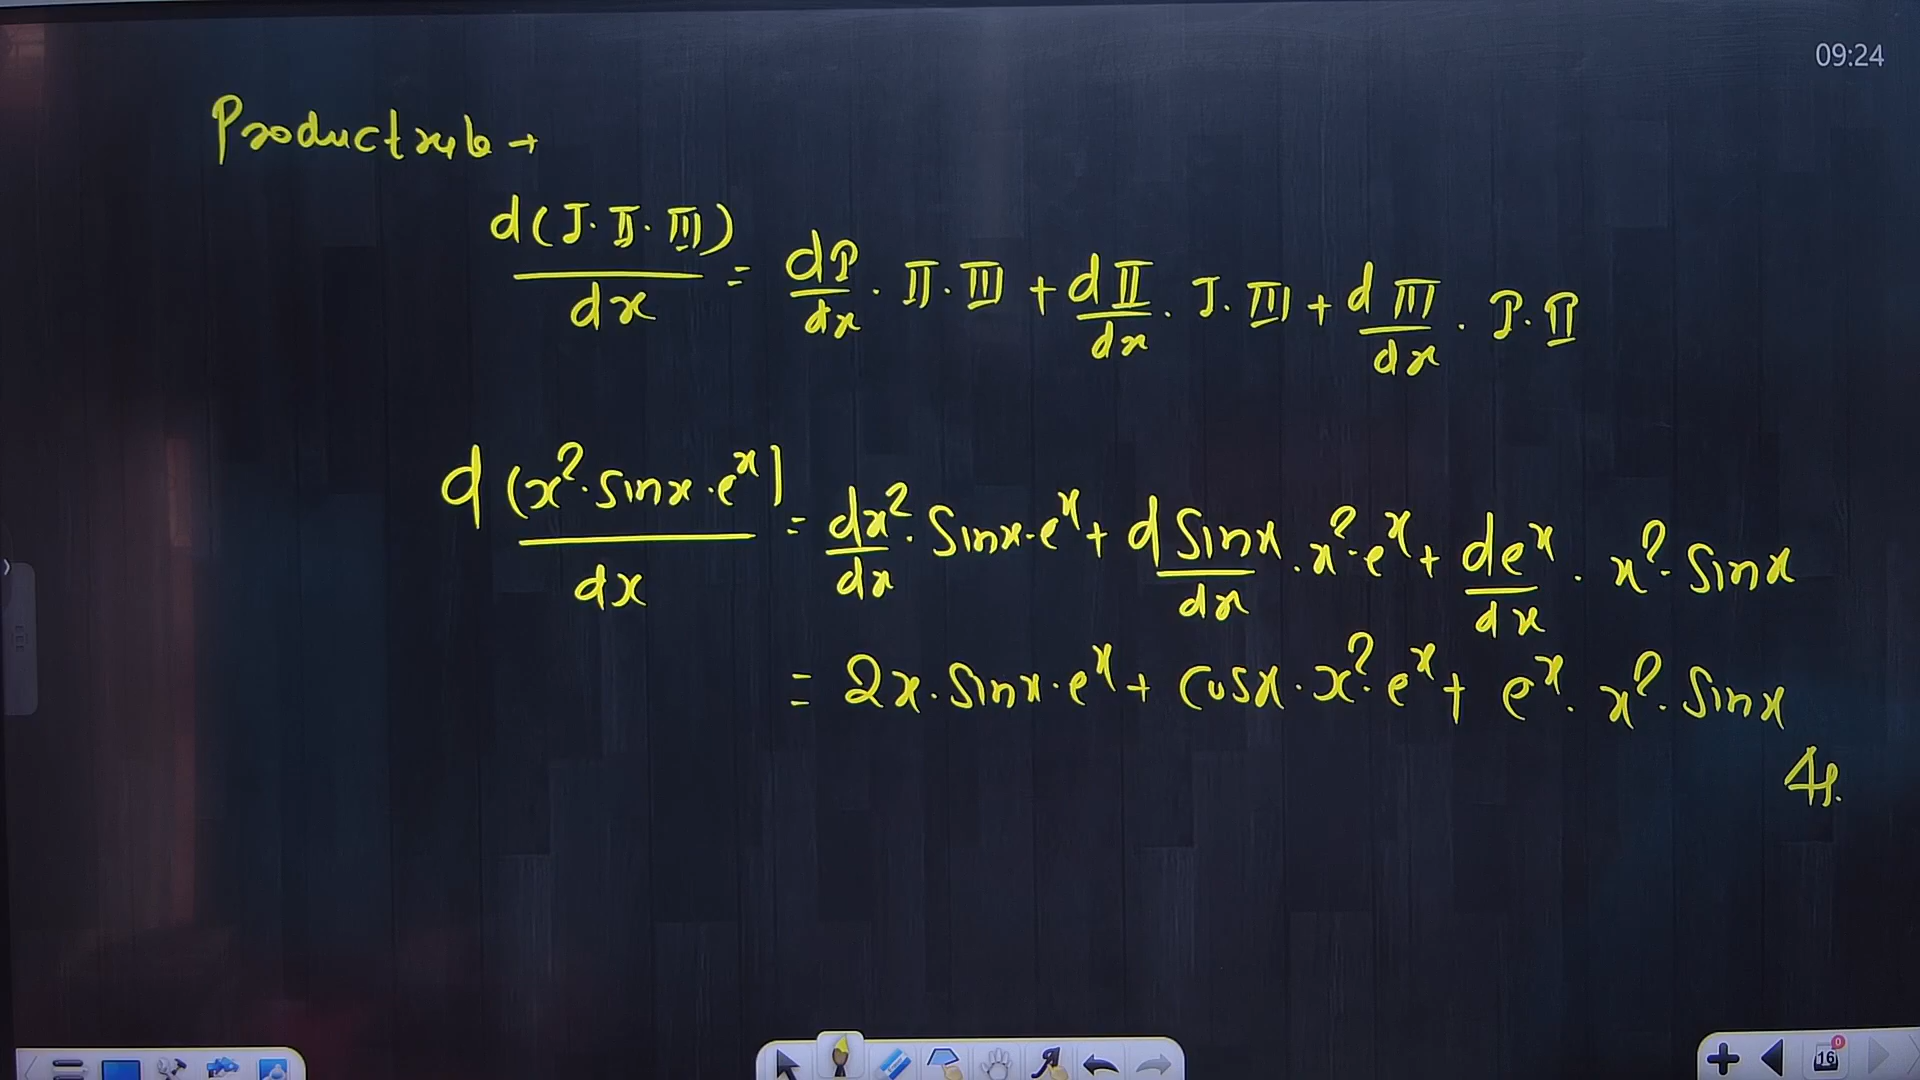 09:24
Product rule →
d(I·II·III)/dx = dI/dx · II·III + dII/dx · I·III + dIII/dx · I·II
d(x²·sinx·eˣ)/dx = dx²/dx · sinx·eˣ + dsinx/dx · x²·eˣ + deˣ/dx · x²·sinx
= 2x·sinx·eˣ + cosx·x²·eˣ + eˣ·x²·sinx
16
0